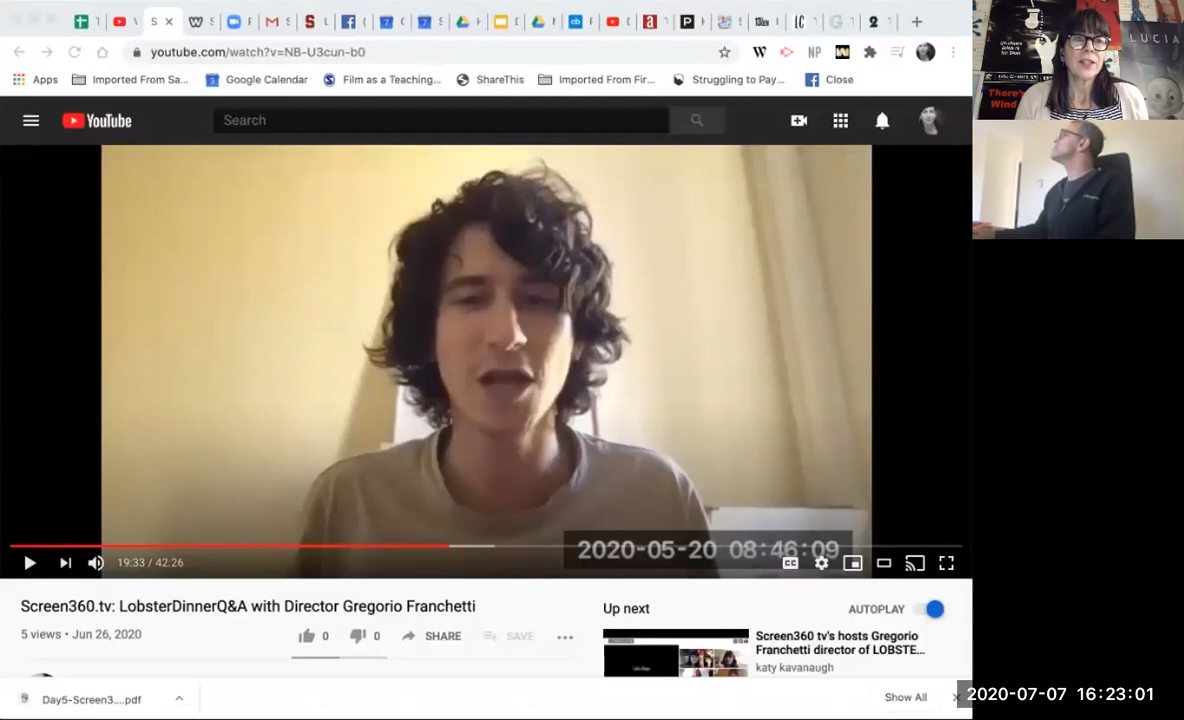 youtube.com/watch?v=NB-U3cun-b0
Apps
Imported From Sa...
Google Calendar
Film as a Teaching...
ShareThis
Imported From Fir...
Struggling to Pay...
Close
YouTube
Search
LUCIA
There's
Wind
2020-05-20 08:46:09
19:33 / 42:26
Screen360.tv: LobsterDinnerQ&A with Director Gregorio Franchetti
5 views • Jun 26, 2020
0
0
SHARE
SAVE
Up next
AUTOPLAY
Screen360 tv's hosts Gregorio
Franchetti director of LOBSTE...
katy kavanaugh
Day5-Screen3....pdf
Show All
2020-07-07 16:23:01